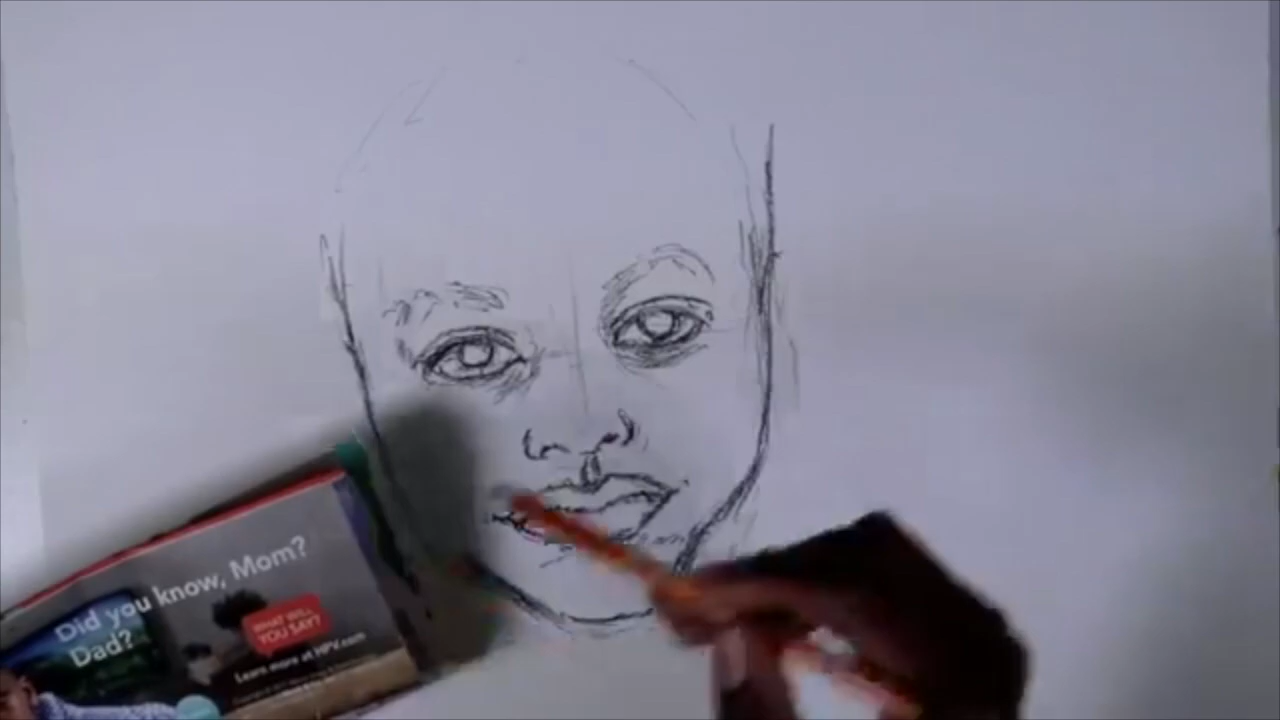 Did you know, Mom?
Dad?
WHAT WILL
YOU SAY?
Learn more at HPV.com